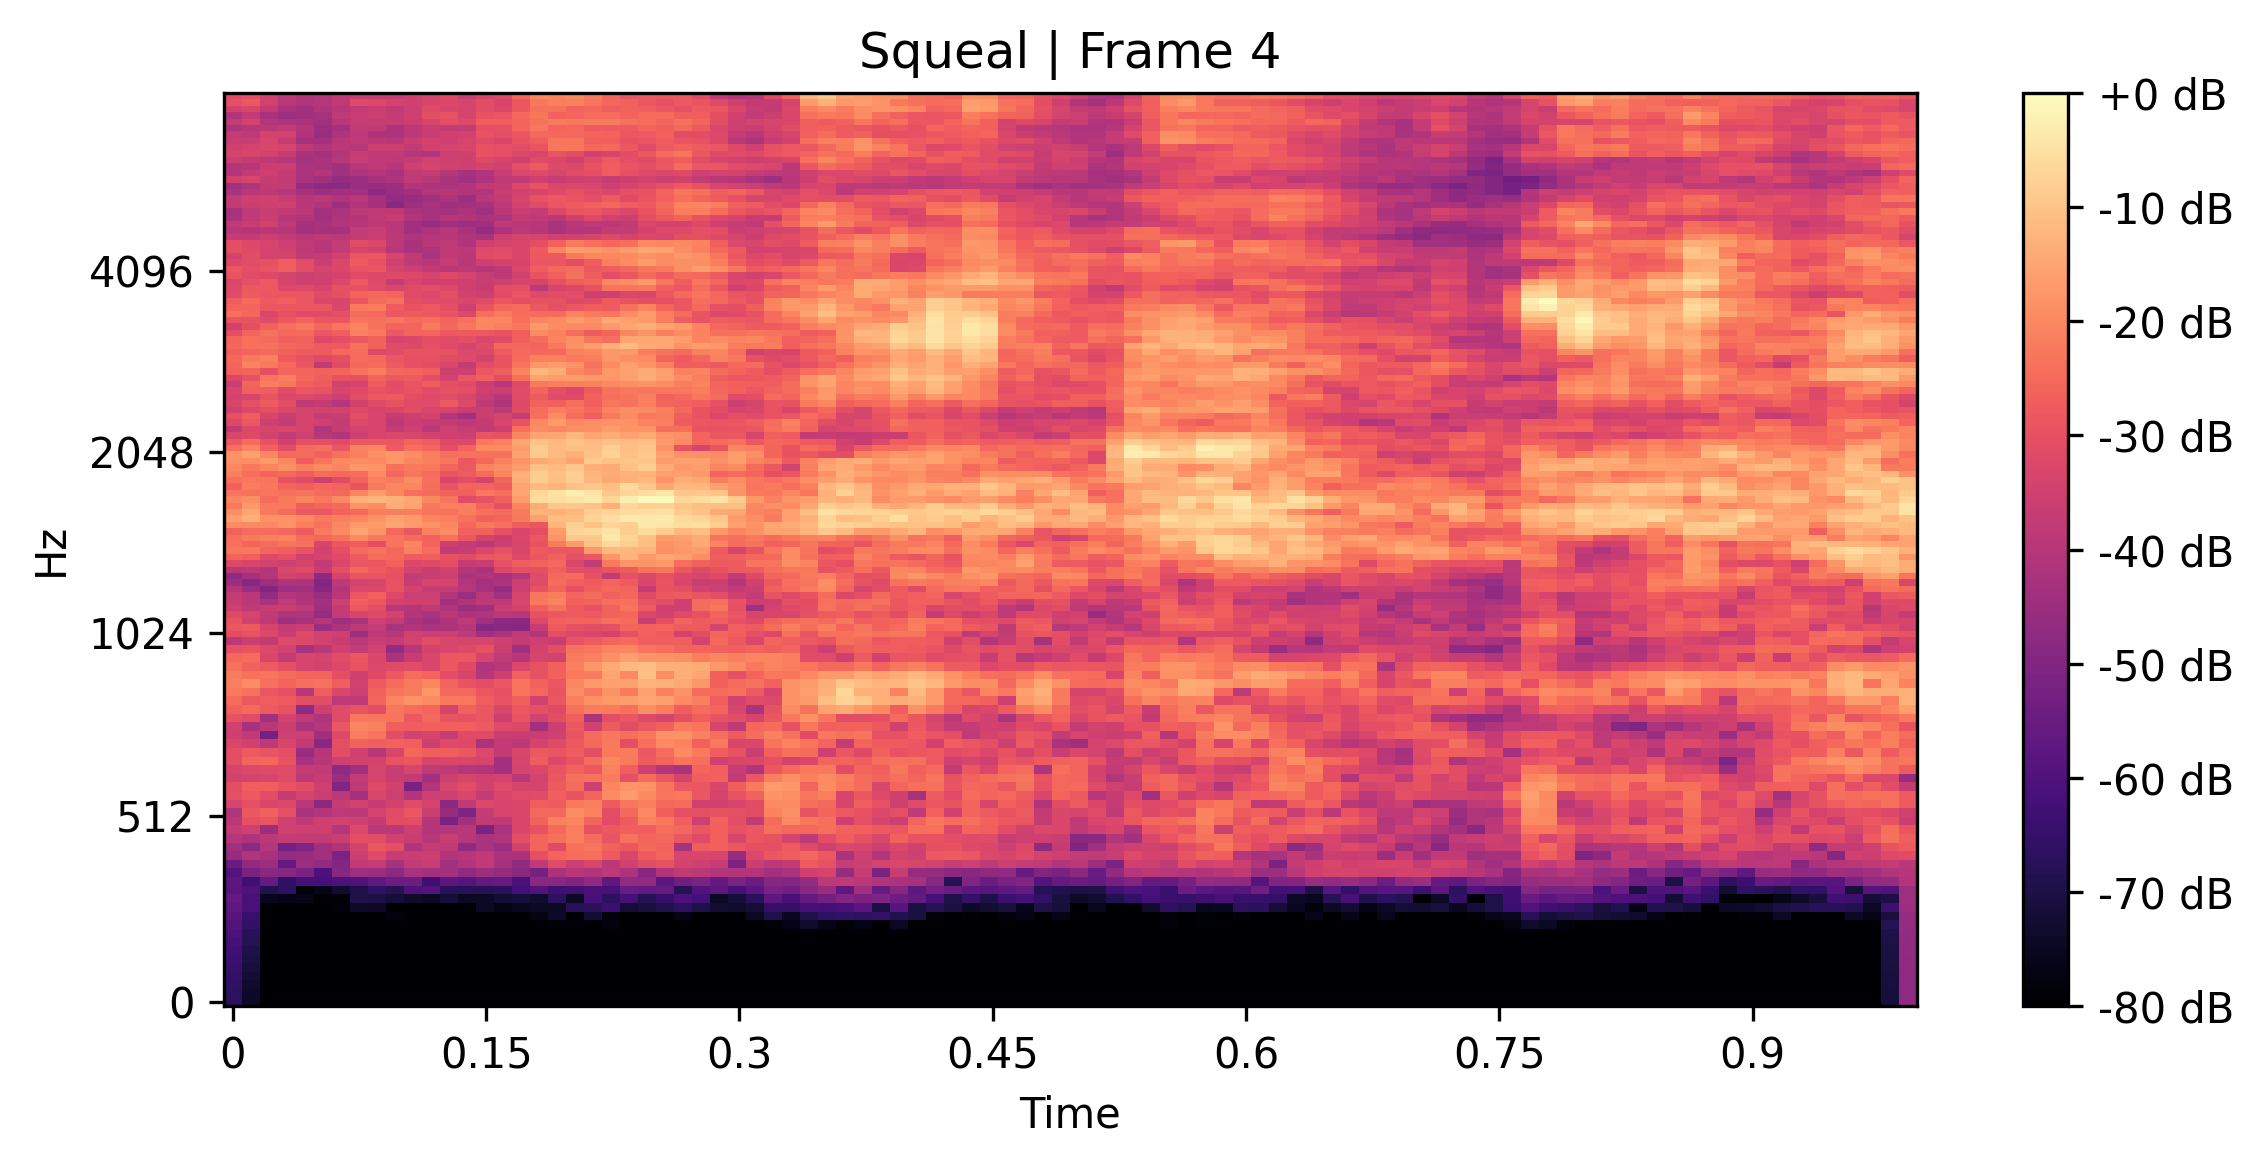 Squeal | Frame 4
+0 dB
-10 dB
-20 dB
-30 dB
-40 dB
-50 dB
-60 dB
-70 dB
-80 dB
Hz
4096
2048
1024
512
0
0 0.15 0.3 0.45 0.6 0.75 0.9
Time